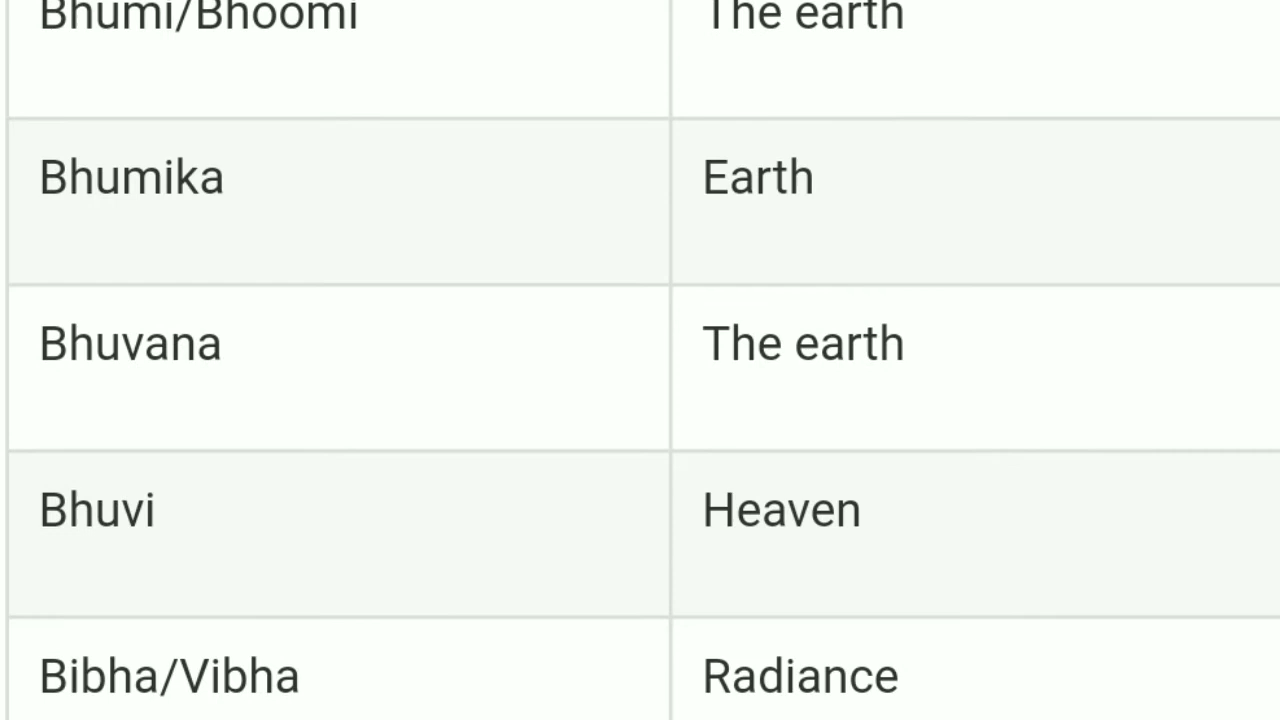 Bhumi/Bhoomi The earth
Bhumika Earth
Bhuvana The earth
Bhuvi Heaven
Bibha/Vibha Radiance